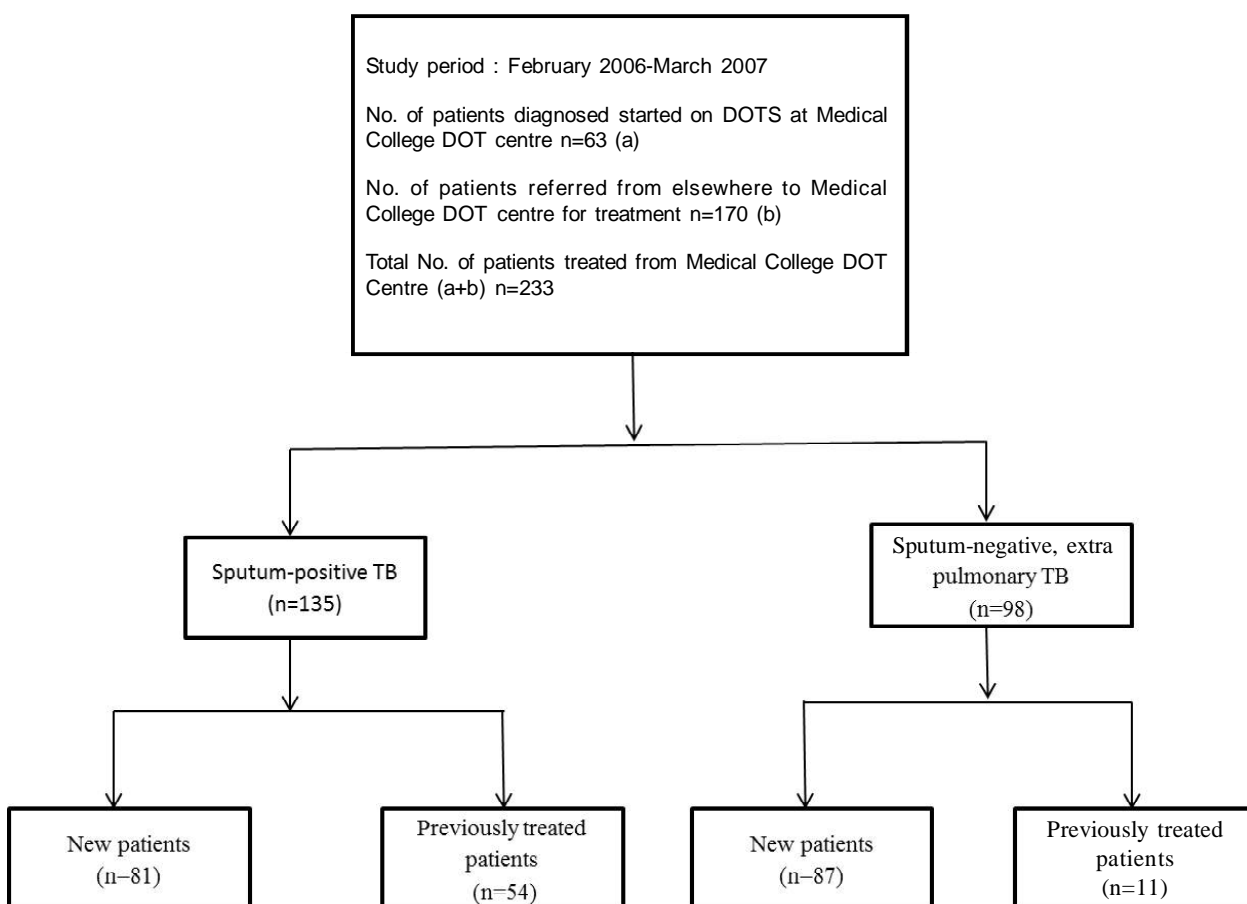 Study period : February 2006-March 2007
No. of patients diagnosed started on DOTS at Medical
College DOT centre n=63 (a)
No. of patients referred from elsewhere to Medical
College DOT centre for treatment n=170 (b)
Total No. of patients treated from Medical College DOT
Centre (a+b) n=233
Sputum-positive TB
(n=135)
Sputum-negative, extra
pulmonary TB
(n=98)
New patients
(n–81)
Previously treated
patients
(n=54)
New patients
(n–87)
Previously treated
patients
(n=11)